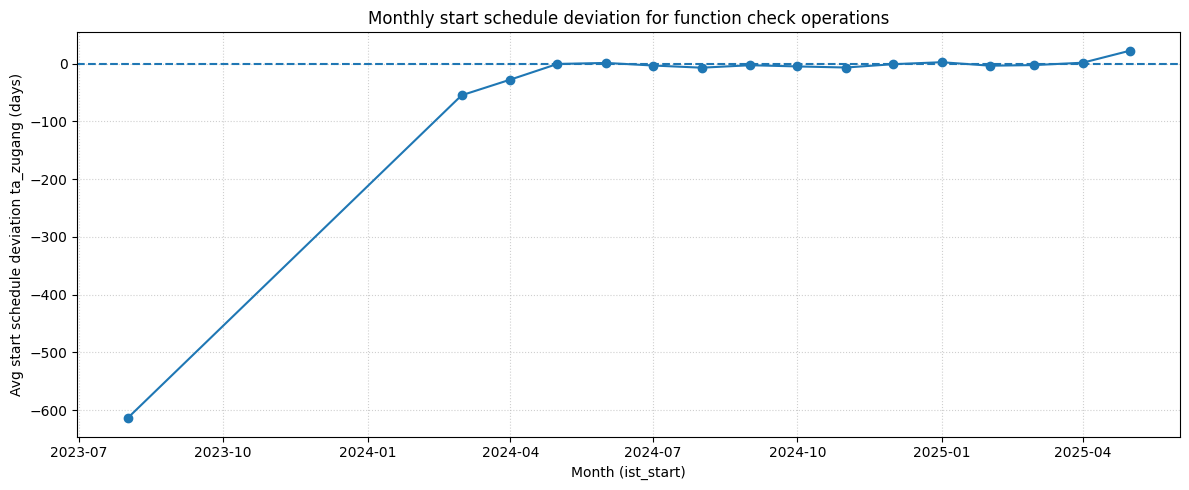 Monthly start schedule deviation for function check operations
Avg start schedule deviation ta_zugang (days)
0
−100
−200
−300
−400
−500
−600
2023-07 2023-10 2024-01 2024-04 2024-07 2024-10 2025-01 2025-04
Month (ist_start)